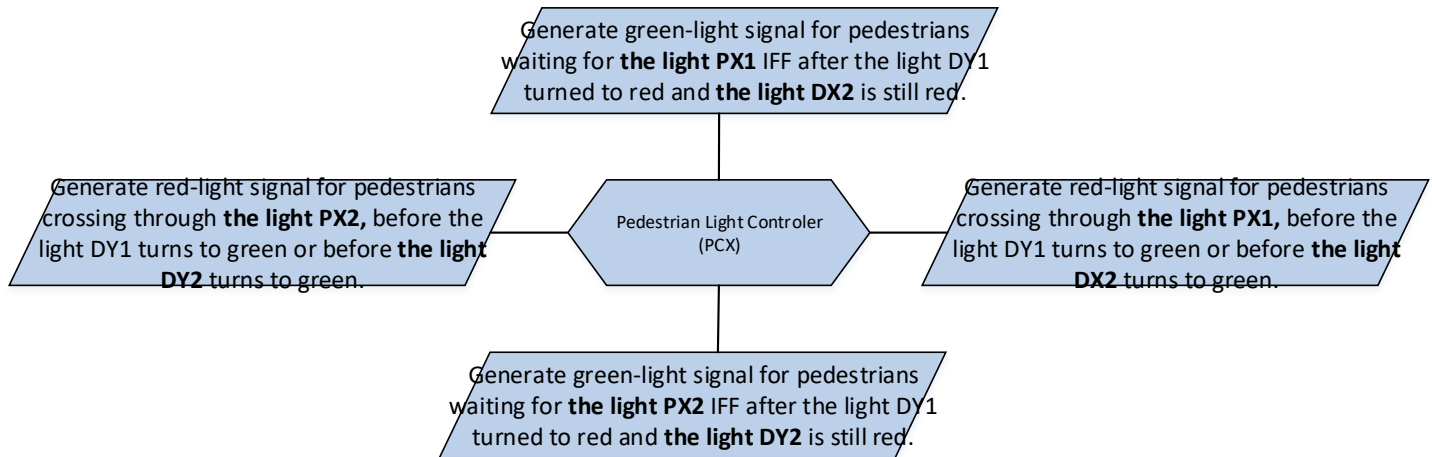 Generate green-light signal for pedestrians
waiting for the light PX1 IFF after the light DY1
turned to red and the light DX2 is still red.
Generate red-light signal for pedestrians
crossing through the light PX2, before the
light DY1 turns to green or before the light
DY2 turns to green.
Pedestrian Light Controler
(PCX)
Generate red-light signal for pedestrians
crossing through the light PX1, before the
light DY1 turns to green or before the light
DX2 turns to green.
Generate green-light signal for pedestrians
waiting for the light PX2 IFF after the light DY1
turned to red and the light DY2 is still red.